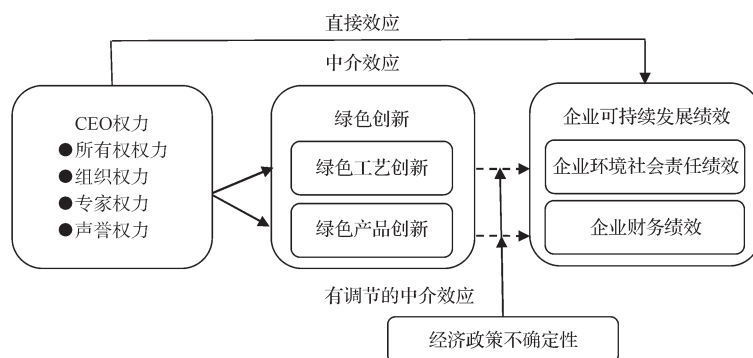 直接效应
中介效应
CEO权力
●所有权权力
●组织权力
●专家权力
●声誉权力
绿色创新
绿色工艺创新
绿色产品创新
企业可持续发展绩效
企业环境社会责任绩效
企业财务绩效
有调节的中介效应
经济政策不确定性